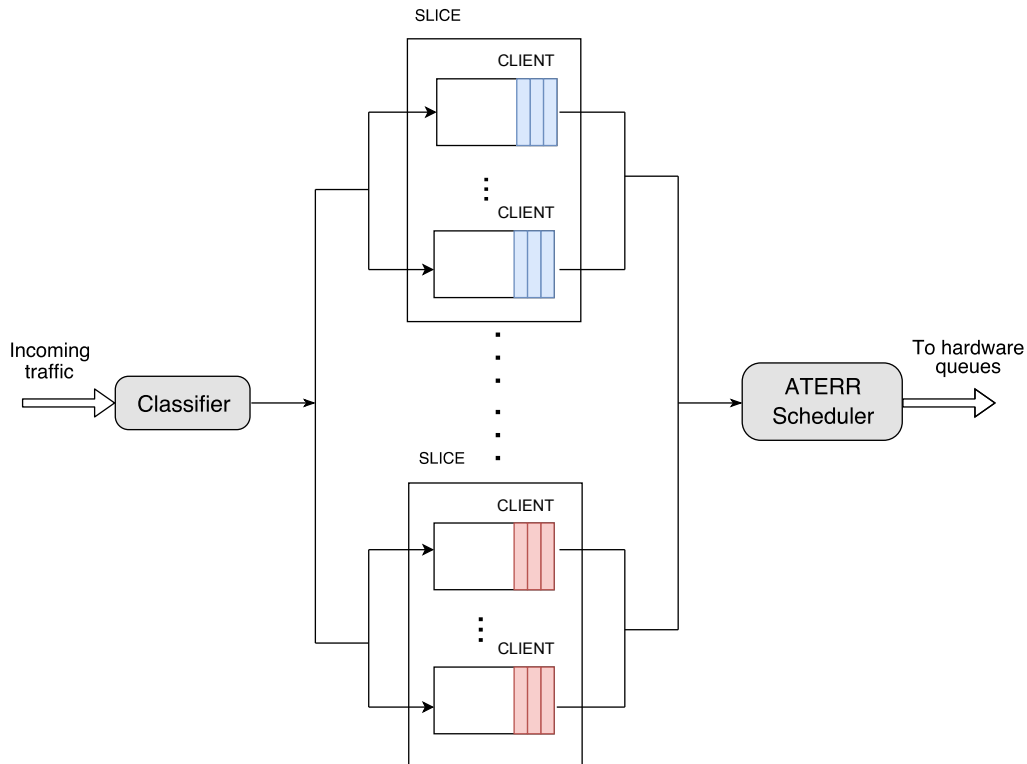 SLICE
CLIENT
CLIENT
Incoming
traffic
Classifier
ATERR
Scheduler
To hardware
queues
SLICE
CLIENT
CLIENT